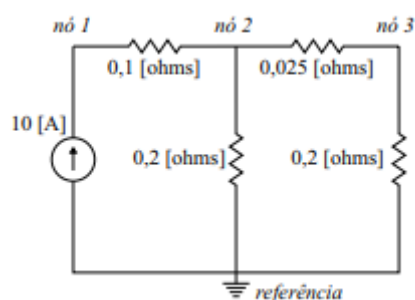 nó 1 nó 2 nó 3
0,1 [ohms] 0,025 [ohms]
10 [A]
0,2 [ohms] 0,2 [ohms]
referência